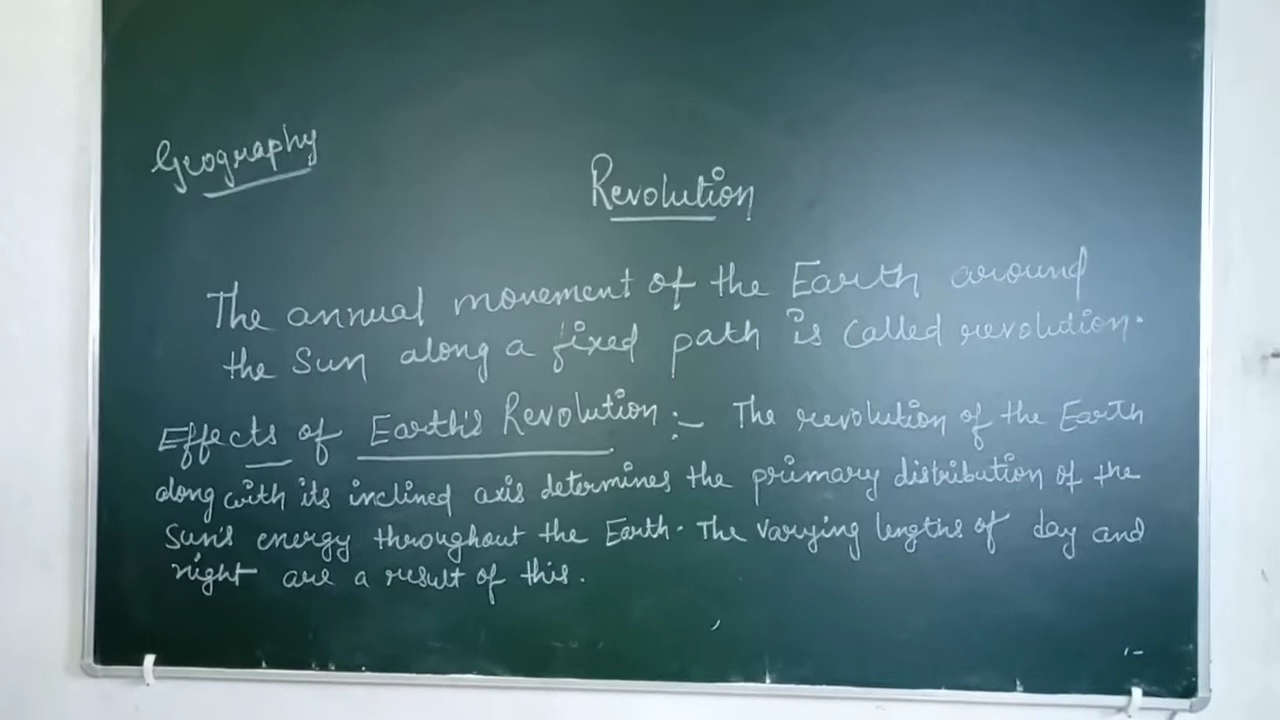 Geography
Revolution
The annual movement of the Earth around
the Sun along a fixed path is called revolution.
Effects of Earth's Revolution :- The revolution of the Earth
along with its inclined axis determines the primary distribution of the
Sun's energy throughout the Earth. The varying lengths of day and
night are a result of this.